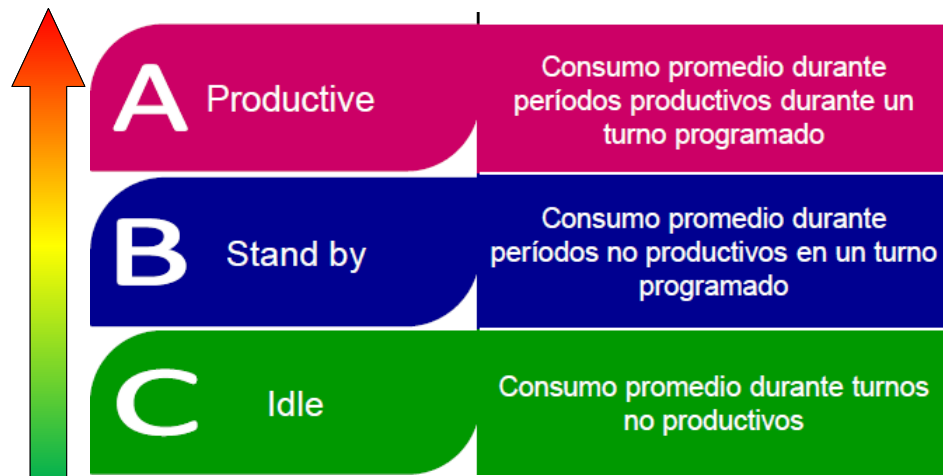 A
Productive
Consumo promedio durante
períodos productivos durante un
turno programado
B
Stand by
Consumo promedio durante
períodos no productivos en un turno
programado
C
Idle
Consumo promedio durante turnos
no productivos